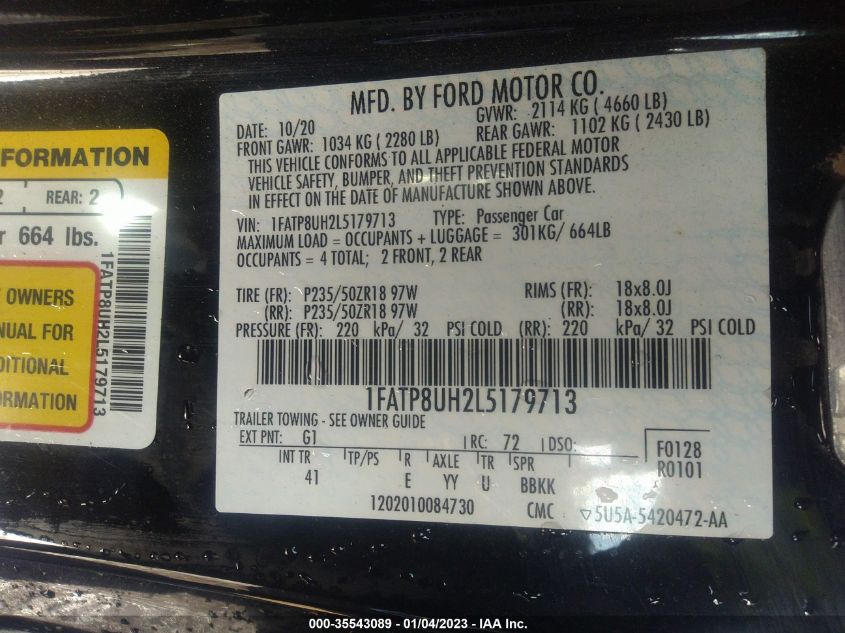 FORMATION
2 REAR: 2
r 664 lbs.
OWNERS
NUAL FOR
DITIONAL
ORMATION
1FATP8UH2L5179713
MFD. BY FORD MOTOR CO.
DATE: 10/20 GVWR: 2114 KG ( 4660 LB)
FRONT GAWR: 1034 KG ( 2280 LB) REAR GAWR: 1102 KG ( 2430 LB)
THIS VEHICLE CONFORMS TO ALL APPLICABLE FEDERAL MOTOR
VEHICLE SAFETY, BUMPER, AND THEFT PREVENTION STANDARDS
IN EFFECT ON THE DATE OF MANUFACTURE SHOWN ABOVE.
VIN: 1FATP8UH2L5179713 TYPE: Passenger Car
MAXIMUM LOAD = OCCUPANTS + LUGGAGE = 301KG/ 664LB
OCCUPANTS = 4 TOTAL; 2 FRONT, 2 REAR
TIRE (FR): P235/50ZR18 97W RIMS (FR): 18x8.0J
(RR): P235/50ZR18 97W (RR): 18x8.0J
PRESSURE (FR): 220 kPa/ 32 PSI COLD (RR): 220 kPa/ 32 PSI COLD
1FATP8UH2L5179713
TRAILER TOWING - SEE OWNER GUIDE
EXT PNT: G1 RC: 72 DSO: F0128
INT TR TP/PS R AXLE TR SPR R0101
41 E YY U BBKK
1202010084730 CMC ▽5U5A-5420472-AA
000-35543089 - 01/04/2023 - IAA Inc.